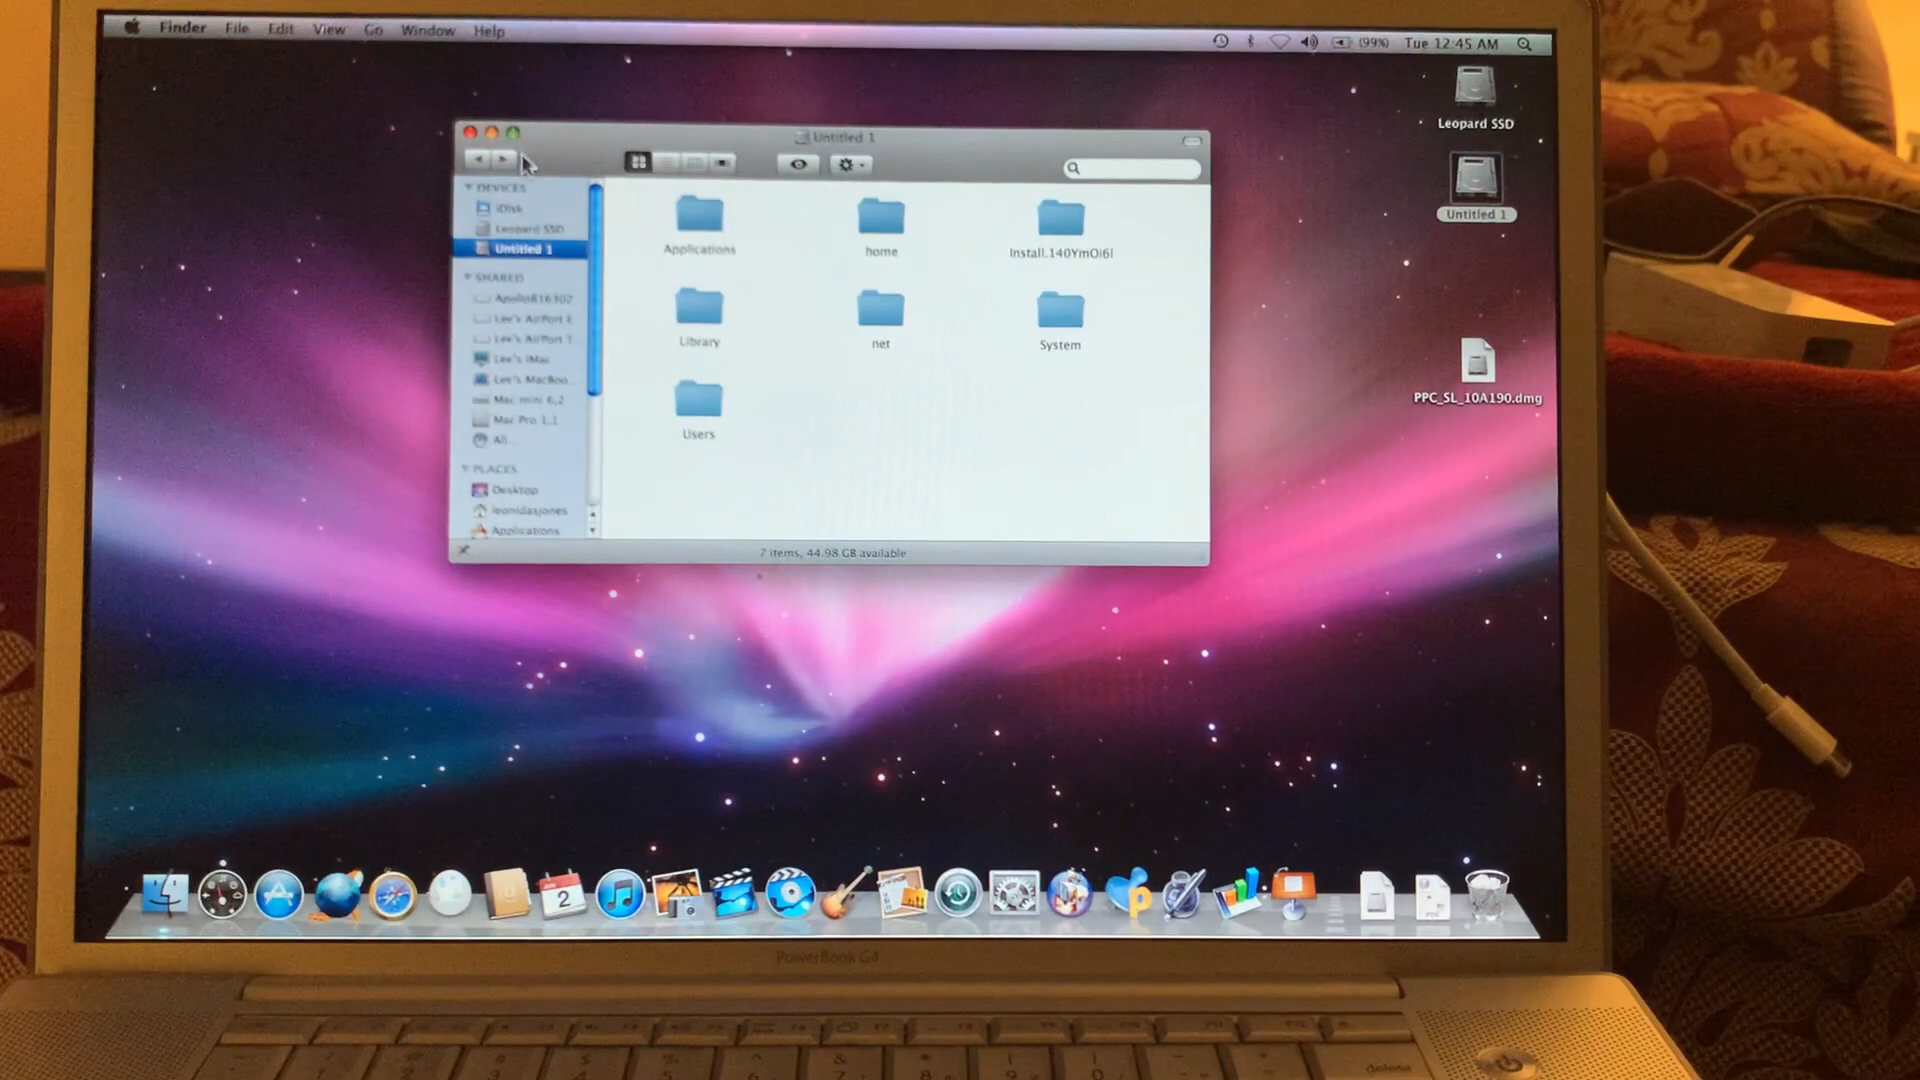 Finder File Edit View Go Window Help
(99%) Tue 12:45 AM
Leopard SSD
Untitled 1
PPC_SL_10A190.dmg
Untitled 1
DEVICES
iDisk
Leopard SSD
Untitled 1
SHARED
Apollo816302
Lee's AirPort E
Lee's AirPort T
Lee's iMac
Lee's MacBoo...
Mac mini 6,2
Mac Pro 1,1
All...
PLACES
Desktop
leonidasjones
Applications
Applications
home
Install.140YmOi6l
Library
net
System
Users
7 items, 44.98 GB available
2
PowerBook G4
delete